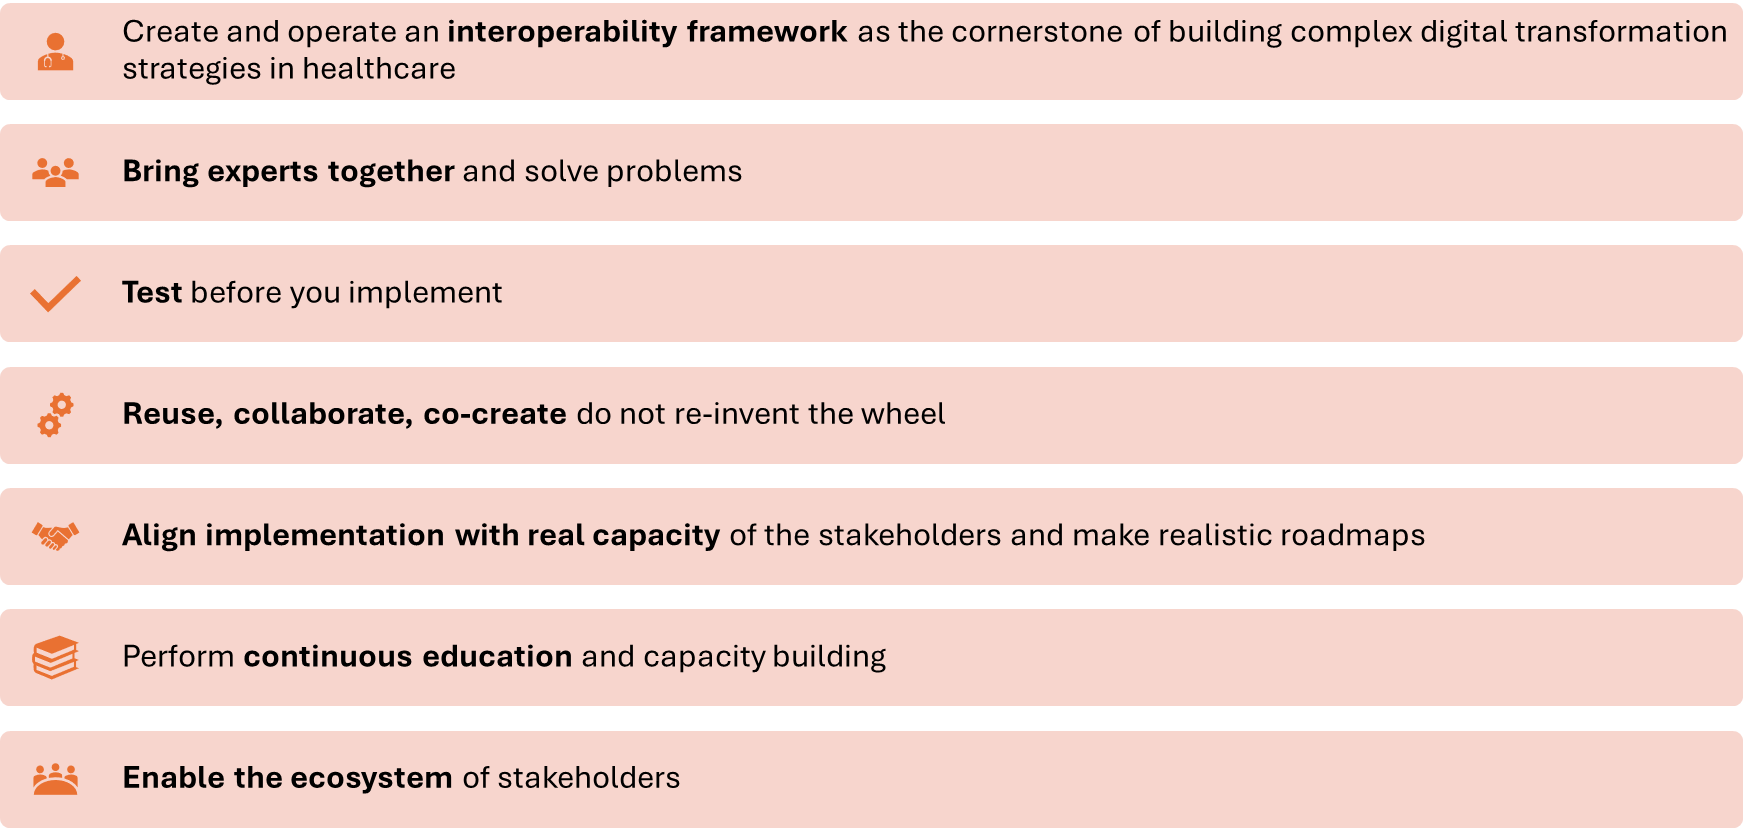 Create and operate an interoperability framework as the cornerstone of building complex digital transformation
strategies in healthcare
Bring experts together and solve problems
Test before you implement
Reuse, collaborate, co-create do not re-invent the wheel
Align implementation with real capacity of the stakeholders and make realistic roadmaps
Perform continuous education and capacity building
Enable the ecosystem of stakeholders